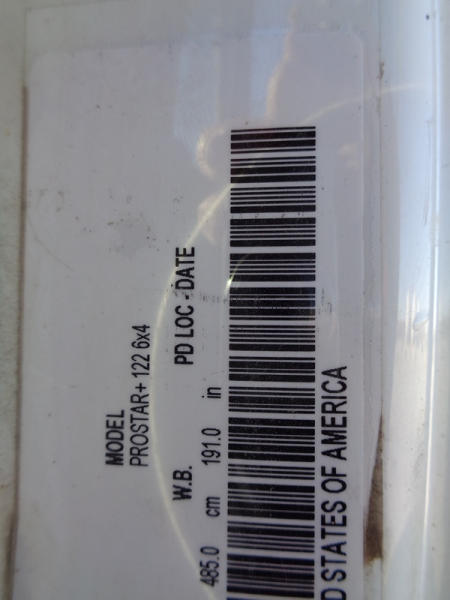 MODEL
PROSTAR+ 122 6x4
W.B. PD LOC - DATE
485.0 cm 191.0 in
D STATES OF AMERICA